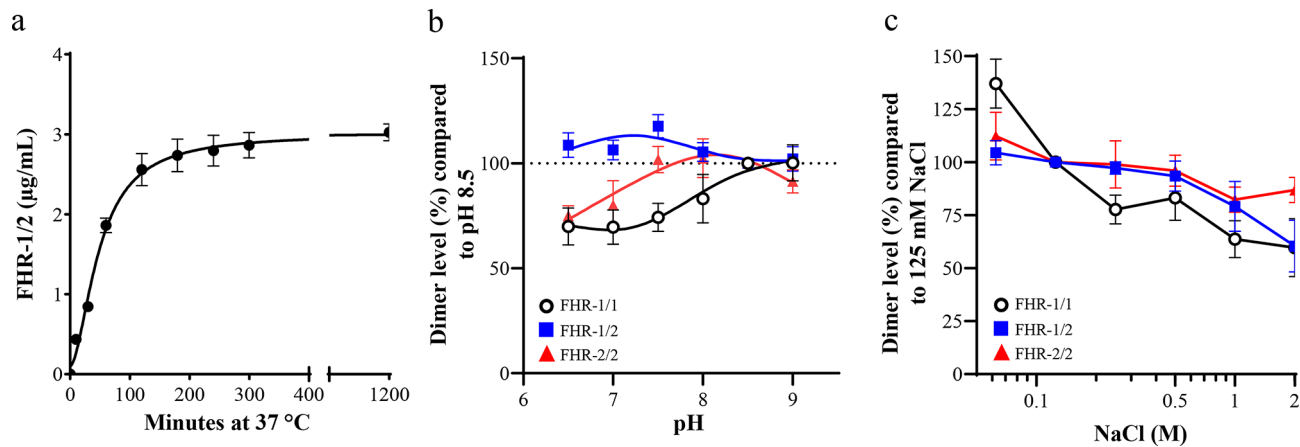 a
FHR-1/2 (µg/mL)
4
3
2
1
0
0 100 200 300 400 1200
Minutes at 37 °C
b
Dimer level (%) compared
to pH 8.5
150
100
50
0
FHR-1/1
FHR-1/2
FHR-2/2
6 7 8 9
pH
c
Dimer level (%) compared
to 125 mM NaCl
150
125
100
75
50
25
0
FHR-1/1
FHR-1/2
FHR-2/2
0.1 0.5 1 2
NaCl (M)